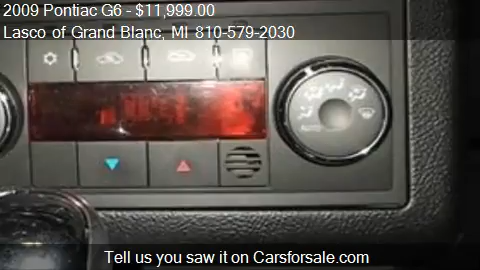 2009 Pontiac G6 - $11,999.00
Lasco of Grand Blanc, MI 810-579-2030
Tell us you saw it on Carsforsale.com